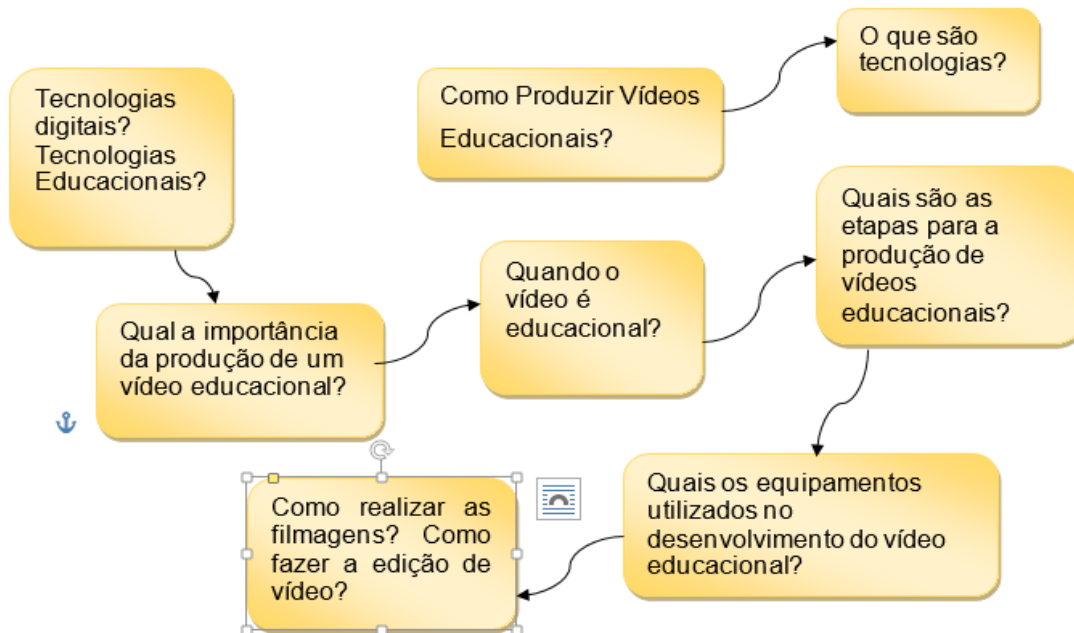 O que são
tecnologias?
Como Produzir Vídeos
Educacionais?
Tecnologias
digitais?
Tecnologias
Educacionais?
Qual a importância
da produção de um
vídeo educacional?
Quando o
vídeo é
educacional?
Quais são as
etapas para a
produção de
vídeos
educacionais?
Quais os equipamentos
utilizados no
desenvolvimento do vídeo
educacional?
Como realizar as
filmagens? Como
fazer a edição de
vídeo?